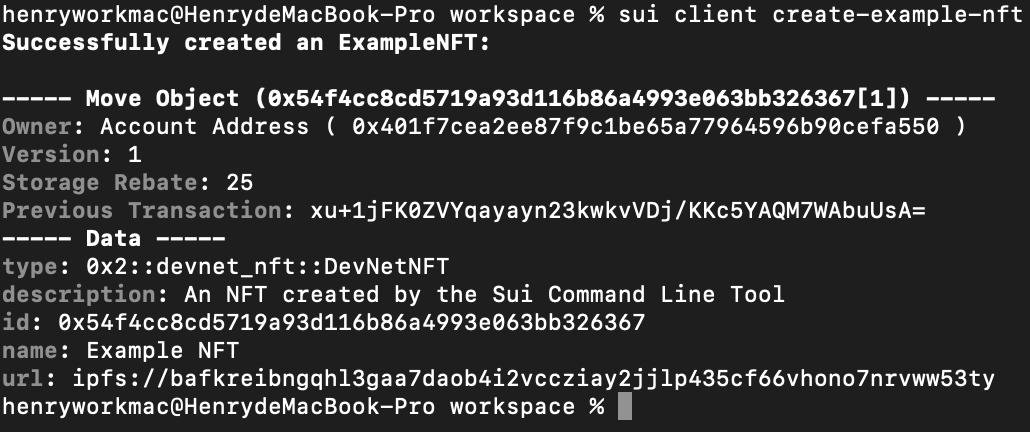 henryworkmac@HenrydeMacBook-Pro workspace % sui client create-example-nft
Successfully created an ExampleNFT:
----- Move Object (0x54f4cc8cd5719a93d116b86a4993e063bb326367[1]) -----
Owner: Account Address ( 0x401f7cea2ee87f9c1be65a77964596b90cefa550 )
Version: 1
Storage Rebate: 25
Previous Transaction: xu+1jFK0ZVYqayayn23kwkvVDj/KKc5YAQM7WAbuUsA=
----- Data -----
type: 0x2::devnet_nft::DevNetNFT
description: An NFT created by the Sui Command Line Tool
id: 0x54f4cc8cd5719a93d116b86a4993e063bb326367
name: Example NFT
url: ipfs://bafkreibngqhl3gaa7daob4i2vccziay2jjlp435cf66vhono7nrvww53ty
henryworkmac@HenrydeMacBook-Pro workspace %